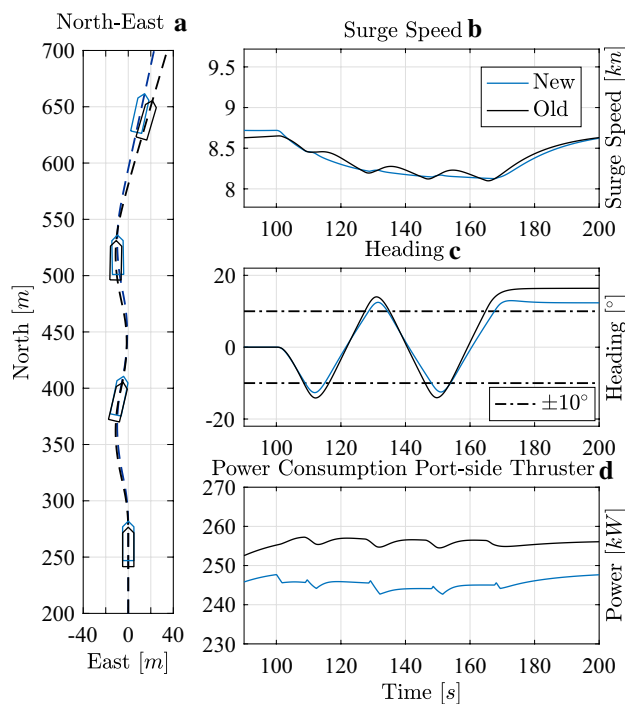 North-East a
700
650
600
550
500
450
400
350
300
250
200
-40 0 40
North [m]
East [m]
Surge Speed b
9.5
9
8.5
8
100 120 140 160 180 200
Surge Speed [kn]
New
Old
Heading c
20
0
-20
100 120 140 160 180 200
Heading [°]
±10°
Power Consumption Port-side Thruster d
270
260
250
240
230
100 120 140 160 180 200
Power [kW]
Time [s]